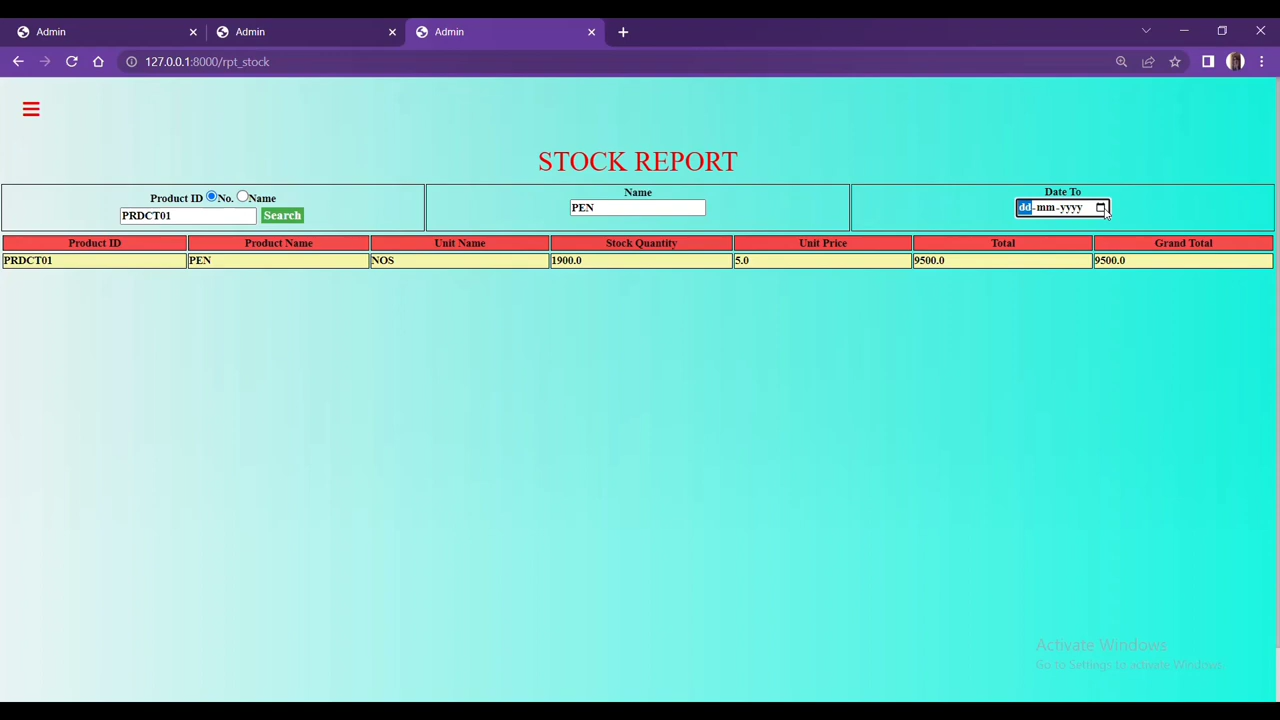 Admin Admin Admin
127.0.0.1:8000/rpt_stock
STOCK REPORT
Product ID No. Name
PRDCT01 Search
Name
PEN
Date To
dd-mm-yyyy
Product ID Product Name Unit Name Stock Quantity Unit Price Total Grand Total
PRDCT01 PEN NOS 1900.0 5.0 9500.0 9500.0
Activate Windows
Go to Settings to activate Windows.